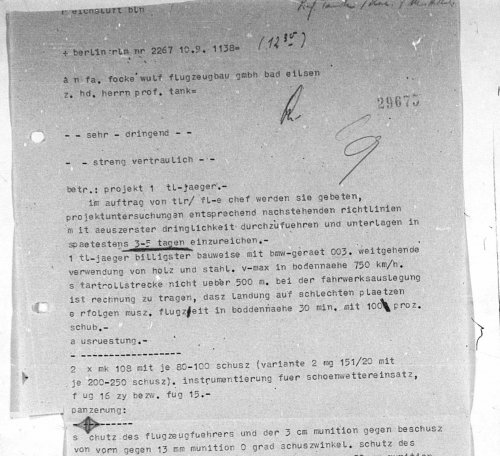 reichsluft bln
+ berlin rlm nr 2267 10.9. 1138=
(12³⁵)
a n fa. focke wulf flugzeugbau gmbh bad eilsen
z. hd. herrn prof. tank=
29675
- - sehr - dringend - -
- - streng vertraulich - -
betr.: projekt 1 tl-jaeger.-
im auftrag von tlr/ fl-e chef werden sie gebeten,
projektuntersuchungen entsprechend nachstehenden richtlinien
m it aeuszerster dringlichkeit durchzufuehren und unterlagen in
spaetestens 3-5 tagen einzureichen.-
1 tl-jaeger billigster bauweise mit bmw-geraet 003. weitgehende
verwendung von holz und stahl. v-max in bodennaehe 750 km/h.
s tartrollstrecke nicht ueber 500 m. bei der fahrwerksauslegung
ist rechnung zu tragen, dasz landung auf schlechten plaetzen
e rfolgen musz. flugzeit in boddennaehe 30 min. mit 100 proz.
schub.-
a usruestung.-
- -----------------
2 x mk 108 mit je 80-100 schusz (variante 2 mg 151/20 mit
je 200-250 schusz). instrumentierung fuer schoenwettereinsatz,
f ug 16 zy bezw. fug 15.-
panzerung:
s chutz des flugzeugfuehrers und der 3 cm munition gegen beschusz
von vorn gegen 13 mm munition 0 grad schuszwinkel. schutz des